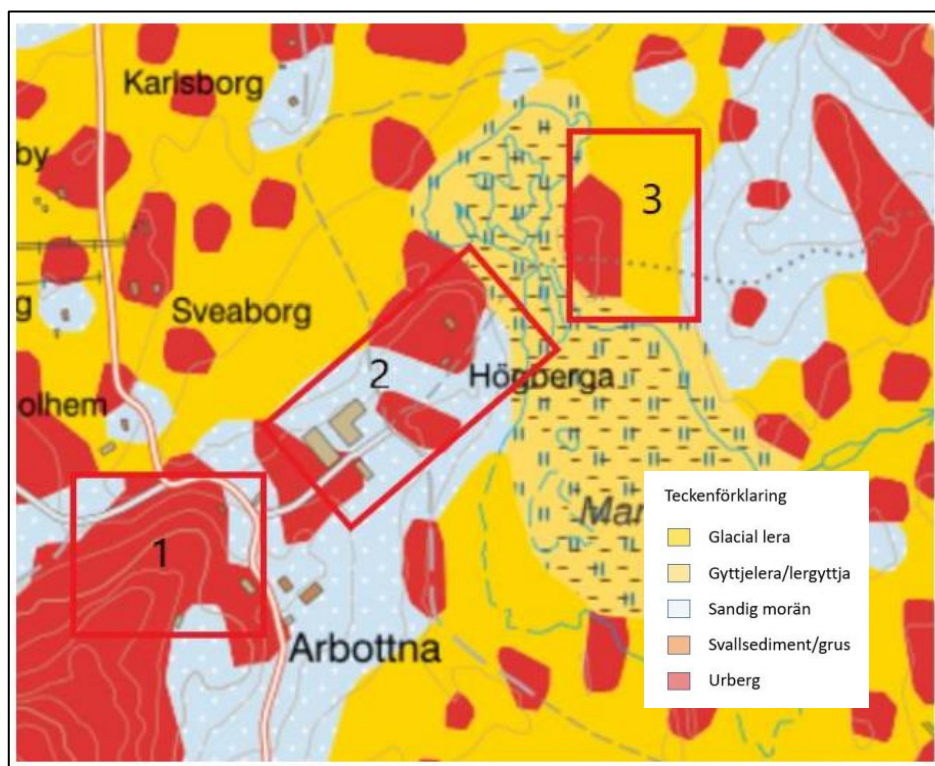 Karlsborg
by
3
g
Sveaborg
2
Högberga
olhem
1
Mar
Arbottna
Teckenförklaring
Glacial lera
Gyttjelera/lergyttja
Sandig morän
Svallsediment/grus
Urberg